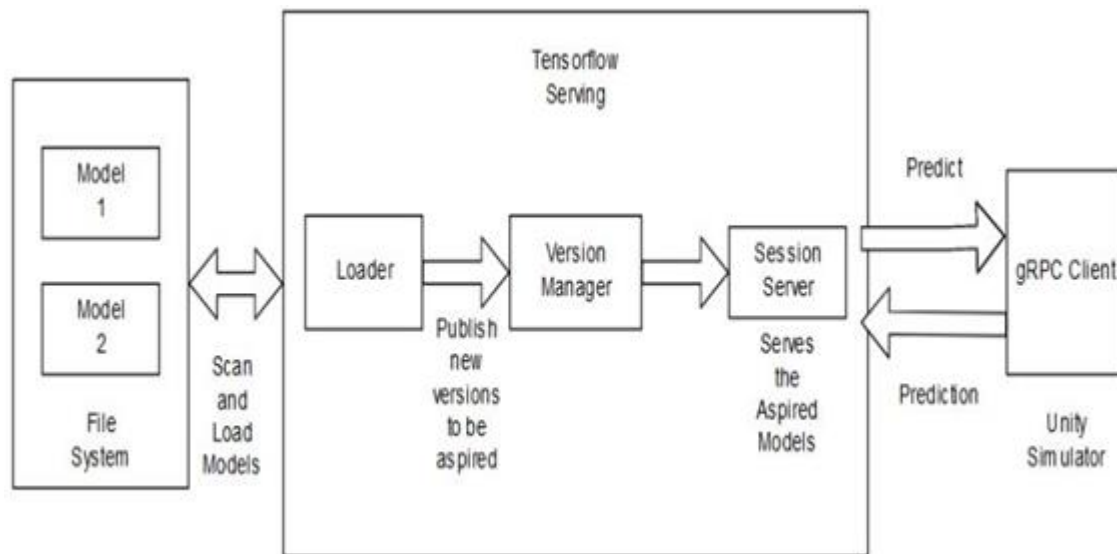 Tensorflow
Serving
Model
1
Model
2
File
System
Scan
and
Load
Models
Loader
Publish
new
versions
to be
aspired
Version
Manager
Session
Server
Serves
the
Aspired
Models
Predict
Prediction
gRPC Client
Unity
Simulator